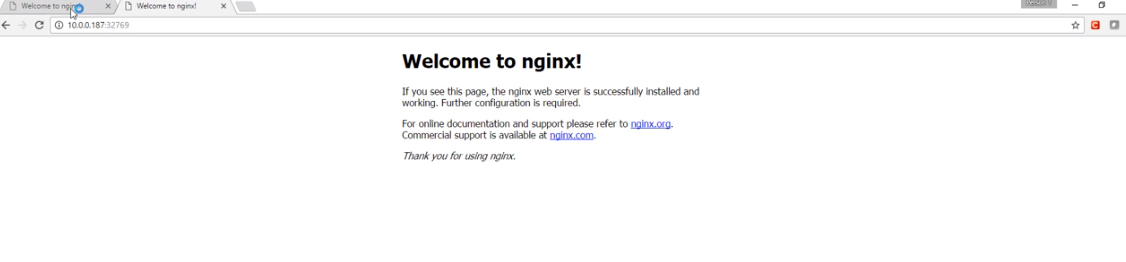 Welcome to ngi
Welcome to nginx!
10.0.0.187:32769
Welcome to nginx!
If you see this page, the nginx web server is successfully installed and
working. Further configuration is required.
For online documentation and support please refer to nginx.org.
Commercial support is available at nginx.com.
Thank you for using nginx.